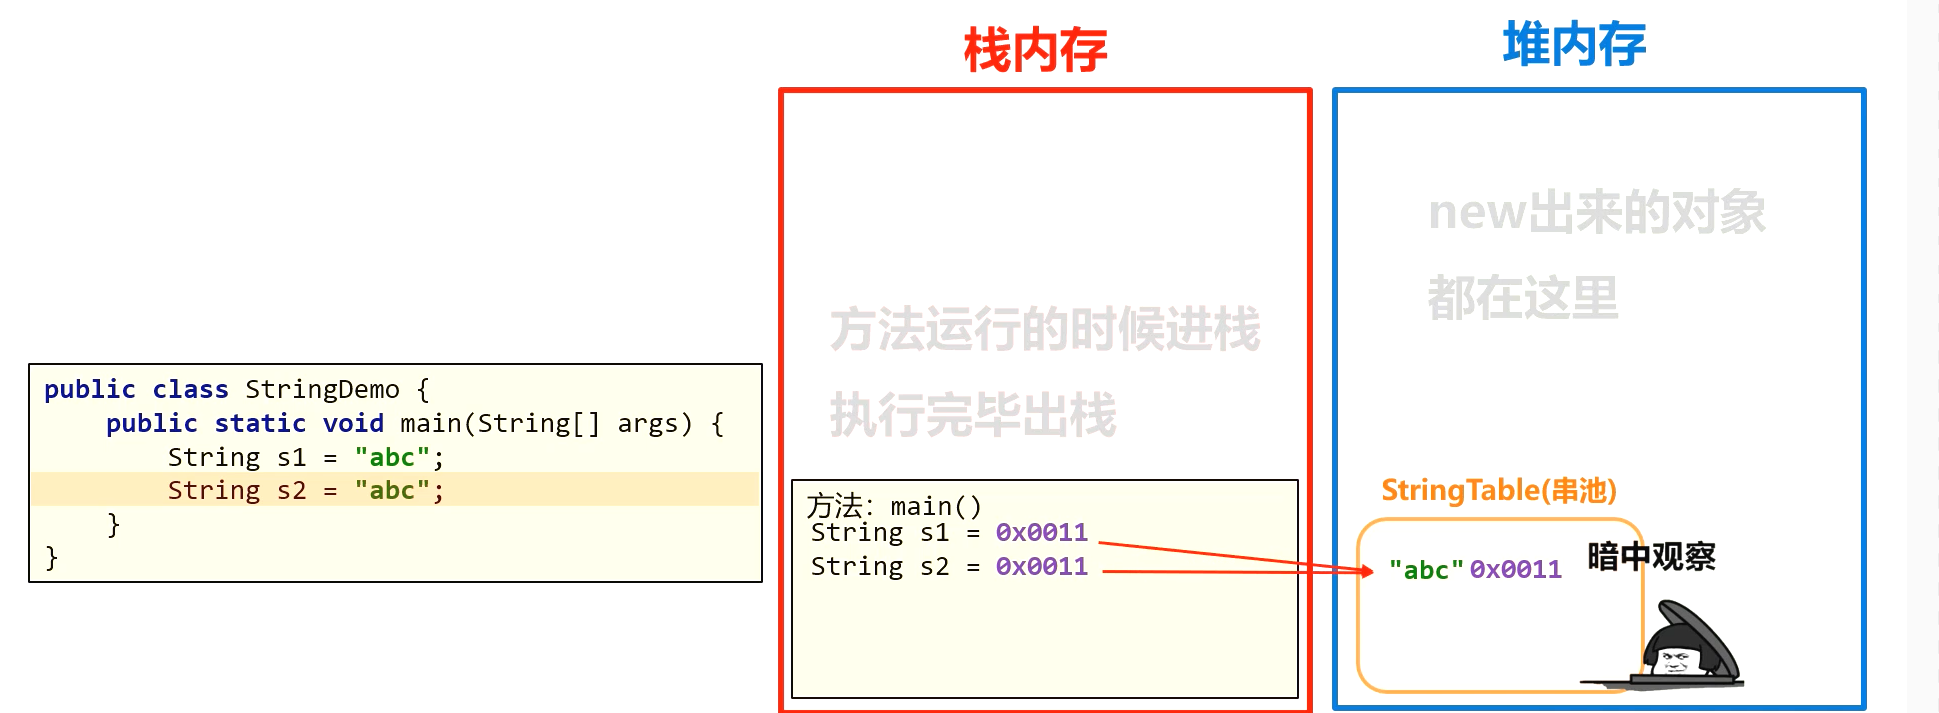 栈内存
堆内存
new出来的对象
都在这里
方法运行的时候进栈
执行完毕出栈
public class StringDemo {
    public static void main(String[] args) {
        String s1 = "abc";
        String s2 = "abc";
    }
}
方法：main()
String s1 = 0x0011
String s2 = 0x0011
StringTable(串池)
"abc" 0x0011
暗中观察